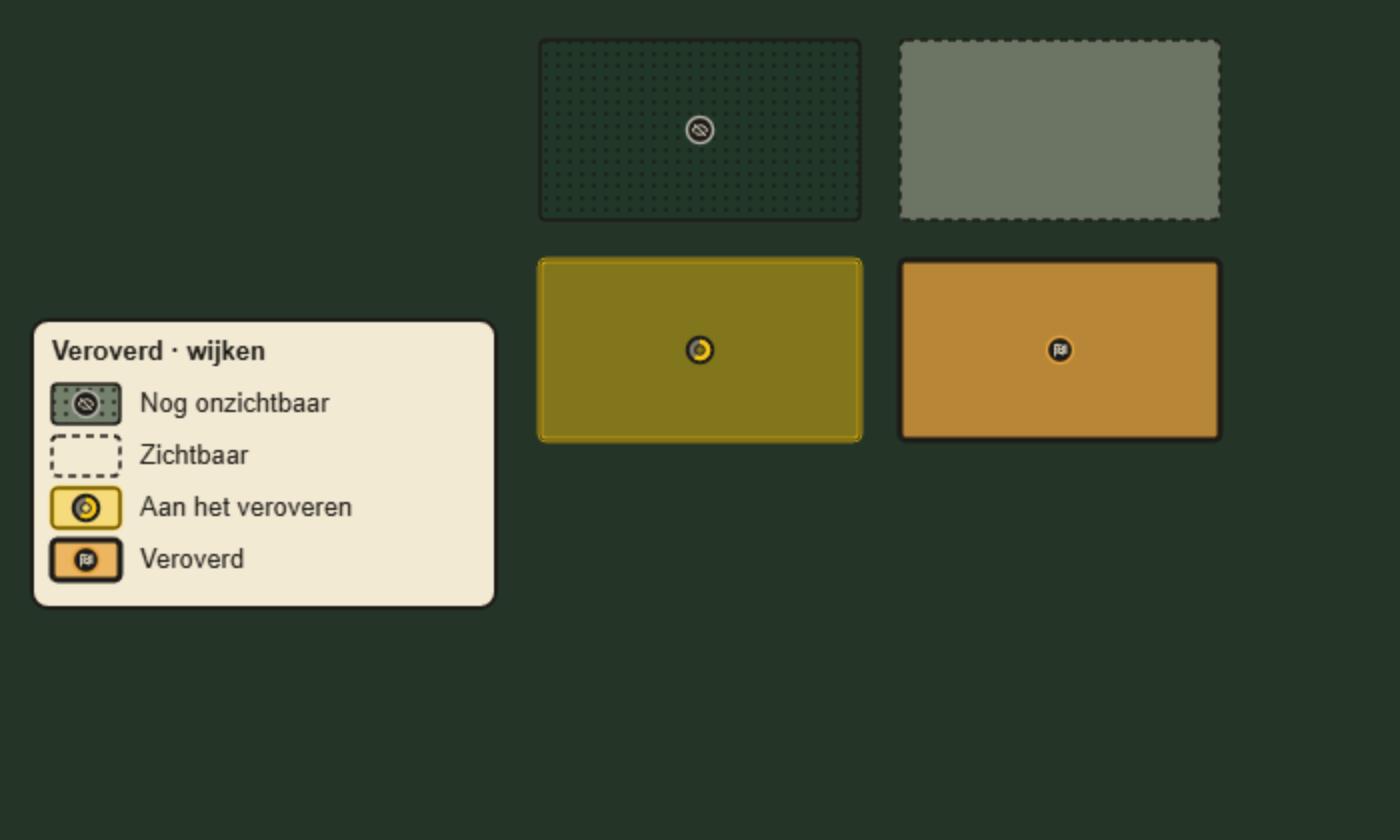 Veroverd · wijken
Nog onzichtbaar
Zichtbaar
Aan het veroveren
Veroverd